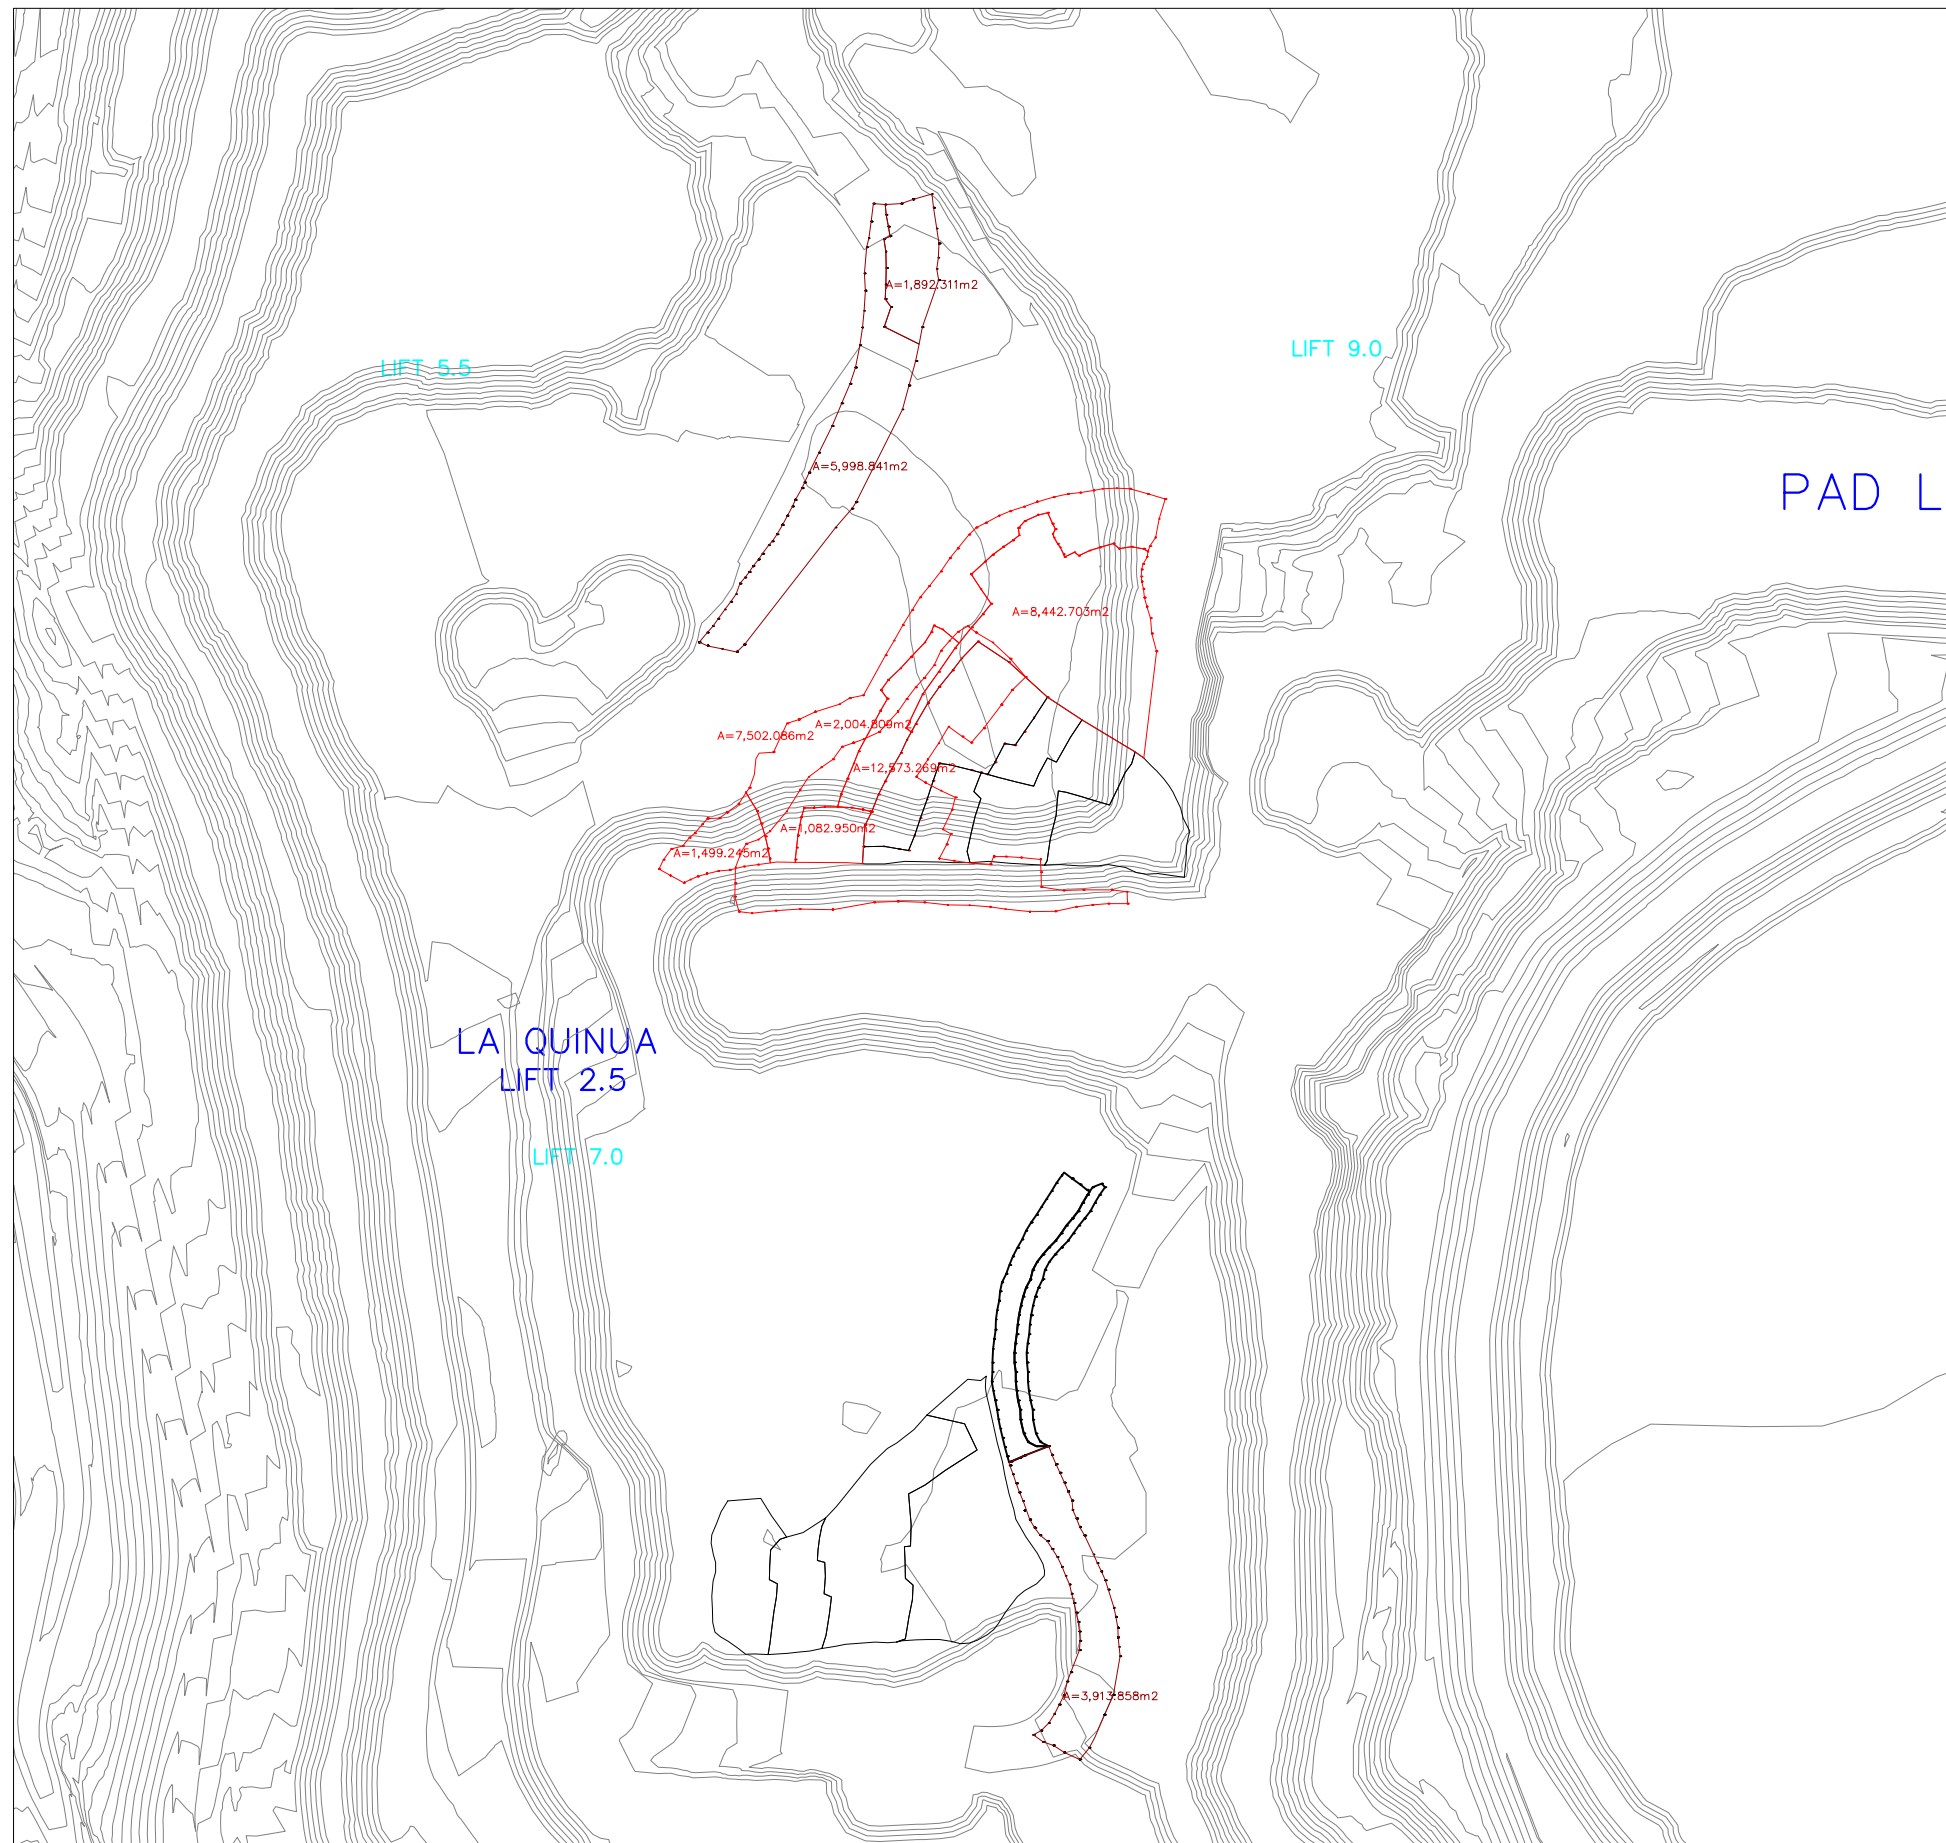 A=1,892.311m2
LIFT 9.0
LIFT 5.5
A=5,998.841m2
PAD L
A=8,442.703m2
A=2,004.809m2
A=7,502.086m2
A=12,573.269m2
A=1,082.950m2
A=1,499.245m2
LA QUINUA
LIFT 2.5
LIFT 7.0
A=3,913.858m2